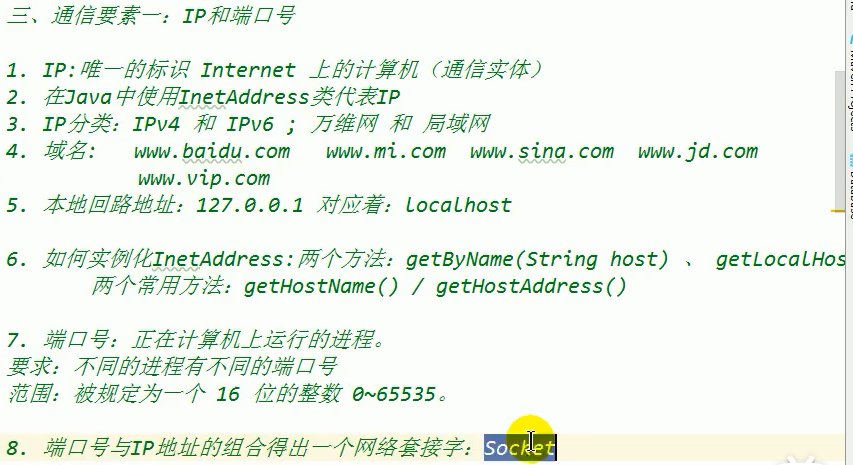 三、通信要素一：IP和端口号
1. IP:唯一的标识 Internet 上的计算机（通信实体）
2. 在Java中使用InetAddress类代表IP
3. IP分类：IPv4 和 IPv6 ; 万维网 和 局域网
4. 域名:   www.baidu.com   www.mi.com  www.sina.com  www.jd.com
www.vip.com
5. 本地回路地址：127.0.0.1 对应着：localhost
6. 如何实例化InetAddress:两个方法：getByName(String host) 、 getLocalHos
两个常用方法：getHostName() / getHostAddress()
7. 端口号：正在计算机上运行的进程。
要求：不同的进程有不同的端口号
范围：被规定为一个 16 位的整数 0~65535。
8. 端口号与IP地址的组合得出一个网络套接字：Socket